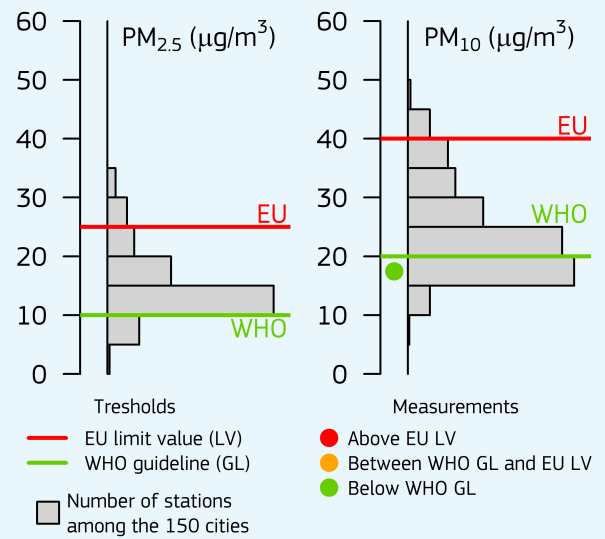 PM2.5 (µg/m³)
60
50
40
30
20
10
0
EU
WHO
PM10 (µg/m³)
60
50
40
30
20
10
0
EU
WHO
Tresholds
EU limit value (LV)
WHO guideline (GL)
Number of stations
among the 150 cities
Measurements
Above EU LV
Between WHO GL and EU LV
Below WHO GL